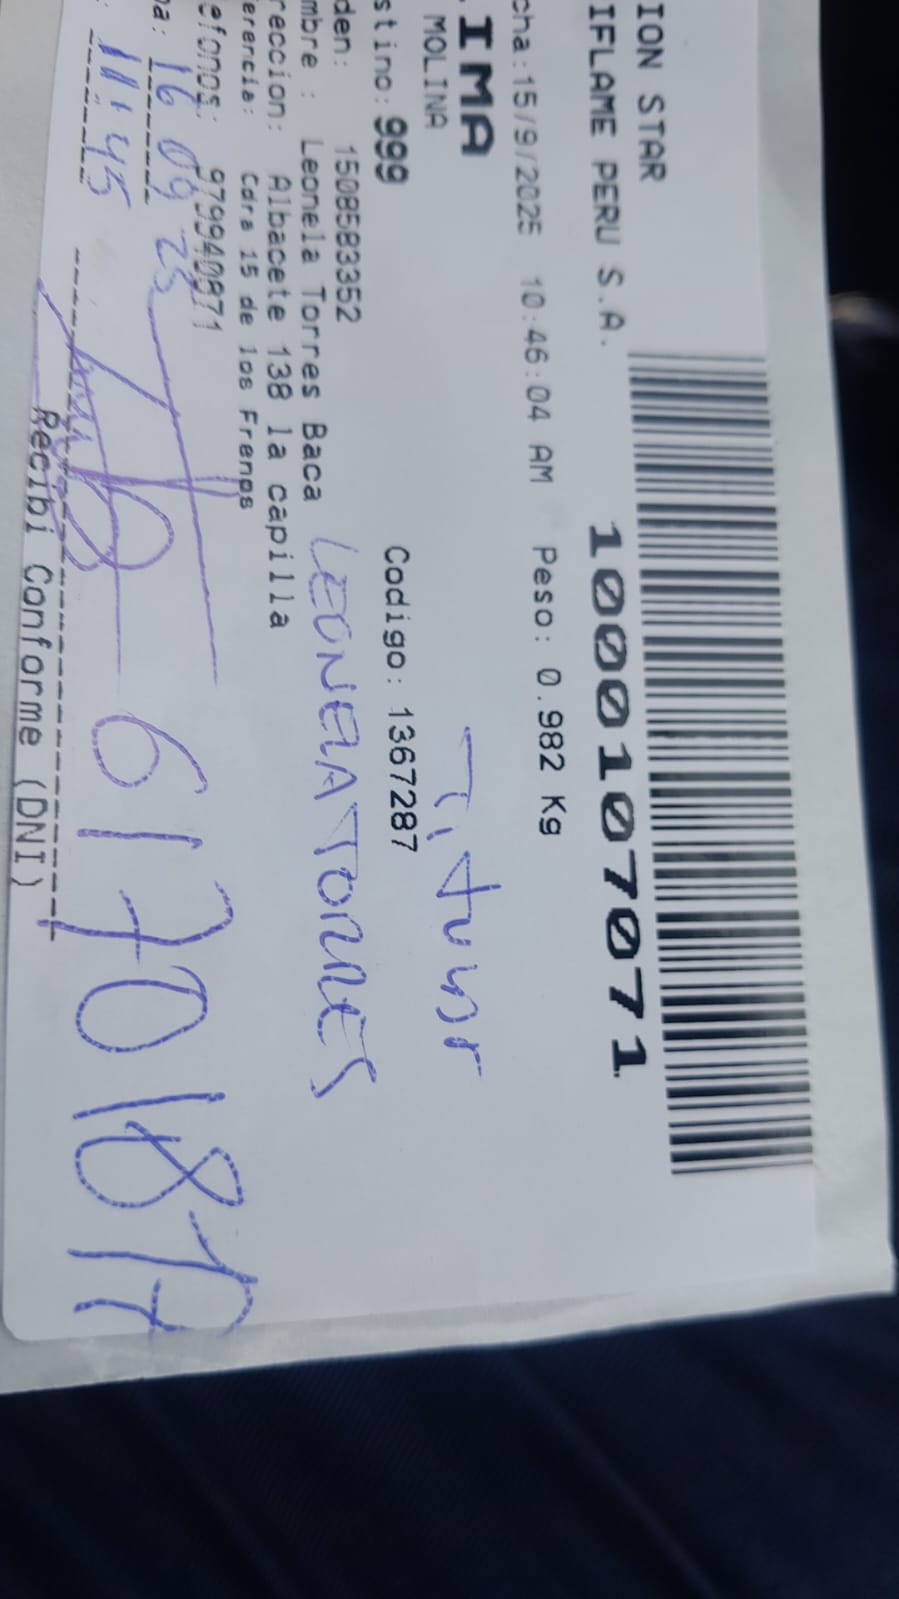 ION STAR
IFLAME PERU S.A.
1000107071
cha:15/9/2025 10:46:04 AM Peso: 0.982 Kg
IMA
MOLINA
Titusr
stino: 999 Codigo: 1367287
den: 1508583352
mbre : Leonela Torres Baca
LEONELA TORRES
reccion: Albacete 138 la capilla
erencia: Cdra 15 de los Frenos
efonos: 979940871
a: 16 09 25
11:45
61701817
Recibi Conforme (DNI)